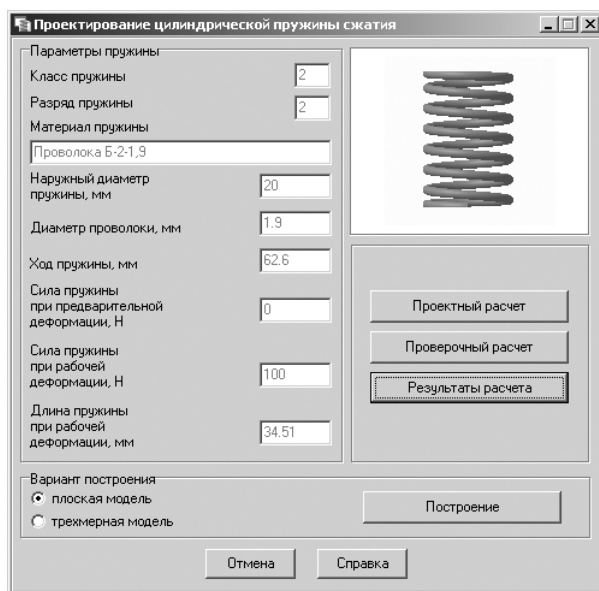 Проектирование цилиндрической пружины сжатия
Параметры пружины
Класс пружины 2
Разряд пружины 2
Материал пружины
Проволока Б-2-1,9
Наружный диаметр
пружины, мм 20
Диаметр проволоки, мм 1.9
Ход пружины, мм 62.6
Сила пружины
при предварительной
деформации, Н 0
Сила пружины
при рабочей
деформации, Н 100
Длина пружины
при рабочей
деформации, мм 34.51
Проектный расчет
Проверочный расчет
Результаты расчета
Вариант построения
плоская модель
трехмерная модель
Построение
Отмена
Справка